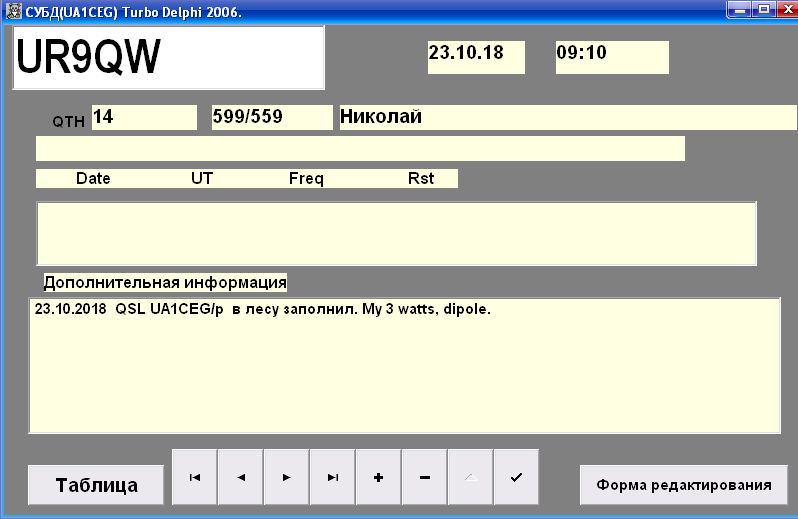 СУБД(UA1CEG) Turbo Delphi 2006.
UR9QW
23.10.18 09:10
QTH 14 599/559 Николай
Date UT Freq Rst
Дополнительная информация
23.10.2018 QSL UA1CEG/p в лесу заполнил. My 3 watts, dipole.
Таблица Форма редактирования